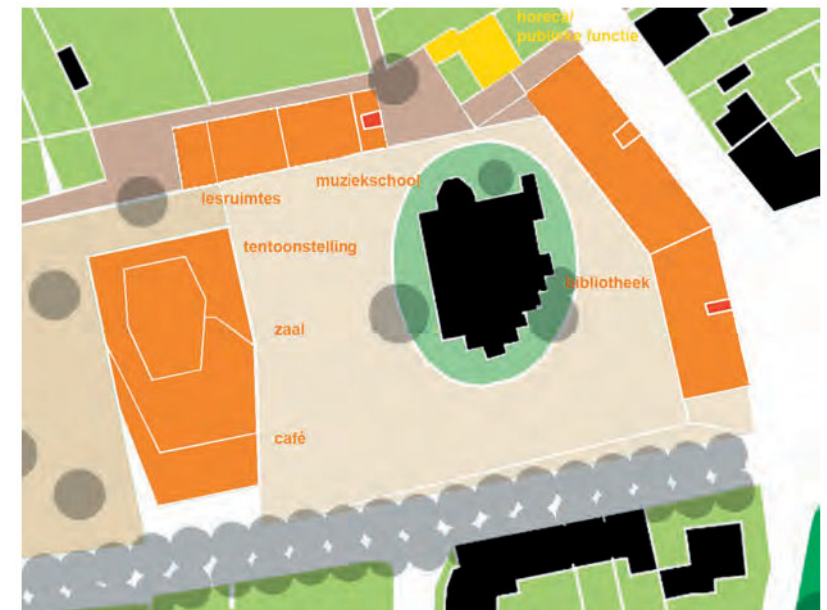 horeca/
publieke functie
muziekschool
lesruimtes
tentoonstelling
bibliotheek
zaal
café